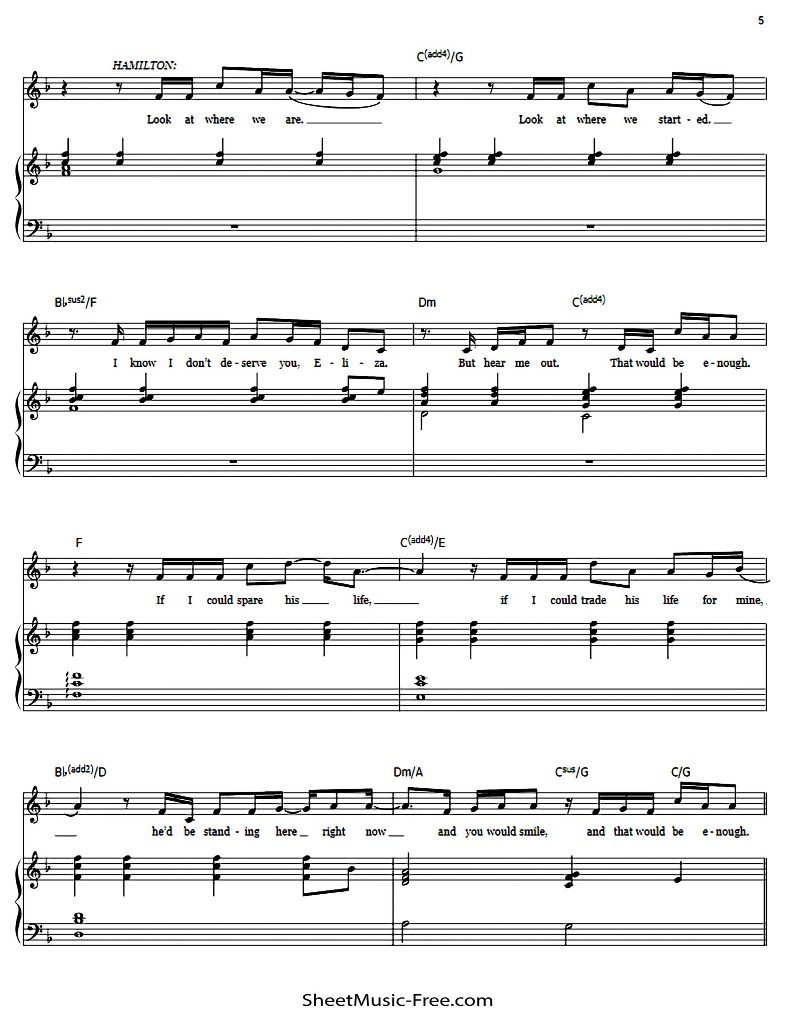 5
HAMILTON:
C(add4)/G
Look at where we are. Look at where we start - ed.
B♭sus2/F Dm C(add4)
I know I don't de - serve you, E - li - za. But hear me out. That would be e - nough.
F C(add4)/E
If I could spare his life, if I could trade his life for mine,
B♭(add2)/D Dm/A Csus/G C/G
he'd be stand - ing here right now and you would smile, and that would be e - nough.
SheetMusic-Free.com